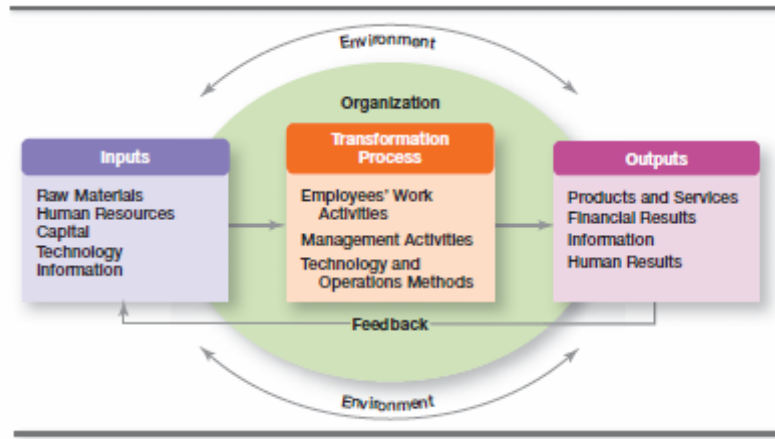 Environment
Organization
Inputs
Raw Materials
Human Resources
Capital
Technology
Information
Transformation
Process
Employees' Work
Activities
Management Activities
Technology and
Operations Methods
Outputs
Products and Services
Financial Results
Information
Human Results
Feedback
Environment